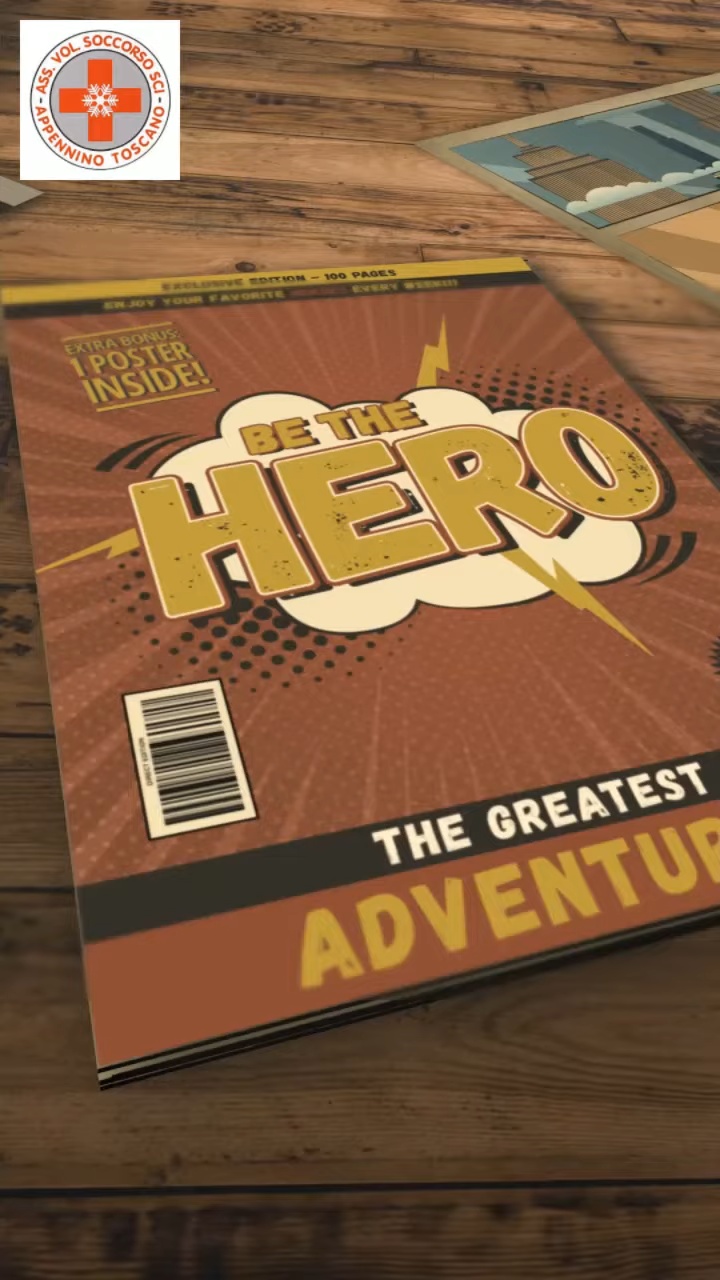 ASS. VOL. SOCCORSO SCI
- APPENNINO TOSCANO -
EXCLUSIVE EDITION – 100 PAGES
ENJOY YOUR FAVORITE EVERY WEEK!!!
EXTRA BONUS:
1 POSTER
INSIDE!
BE THE
HERO
THE GREATEST
ADVENTUR